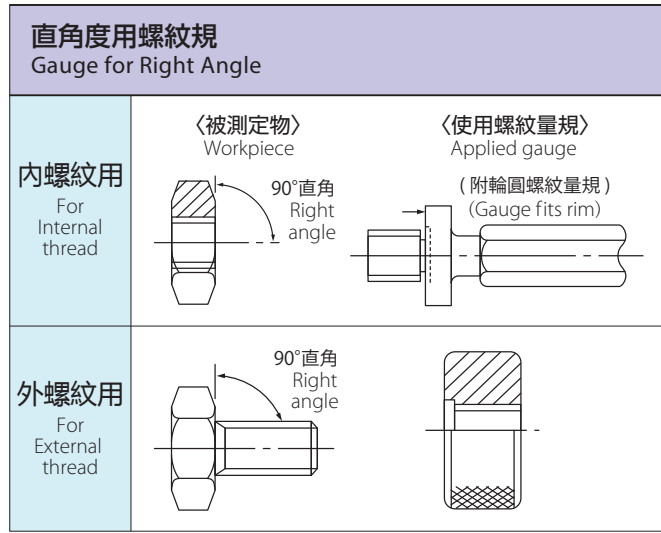 直角度用螺紋規
Gauge for Right Angle
〈被測定物〉
Workpiece
〈使用螺紋量規〉
Applied gauge
內螺紋用
For
Internal
thread
90°直角
Right
angle
( 附輪圓螺紋量規 )
(Gauge fits rim)
外螺紋用
For
External
thread
90°直角
Right
angle